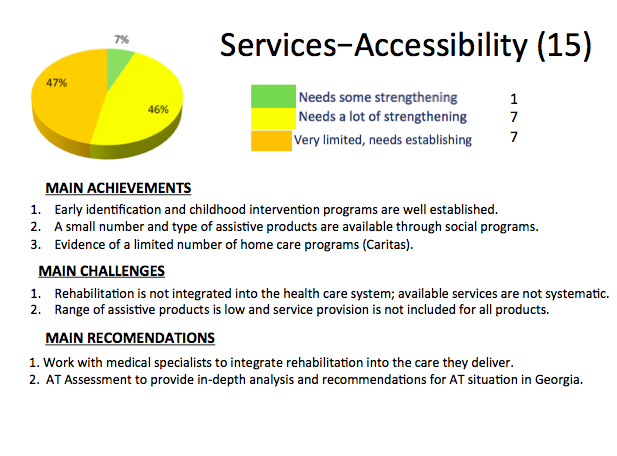 7%
Services–Accessibility (15)
47%
46%
Needs some strengthening 1
Needs a lot of strengthening 7
Very limited, needs establishing 7
MAIN ACHIEVEMENTS
1. Early identification and childhood intervention programs are well established.
2. A small number and type of assistive products are available through social programs.
3. Evidence of a limited number of home care programs (Caritas).
MAIN CHALLENGES
1. Rehabilitation is not integrated into the health care system; available services are not systematic.
2. Range of assistive products is low and service provision is not included for all products.
MAIN RECOMENDATIONS
1. Work with medical specialists to integrate rehabilitation into the care they deliver.
2. AT Assessment to provide in-depth analysis and recommendations for AT situation in Georgia.